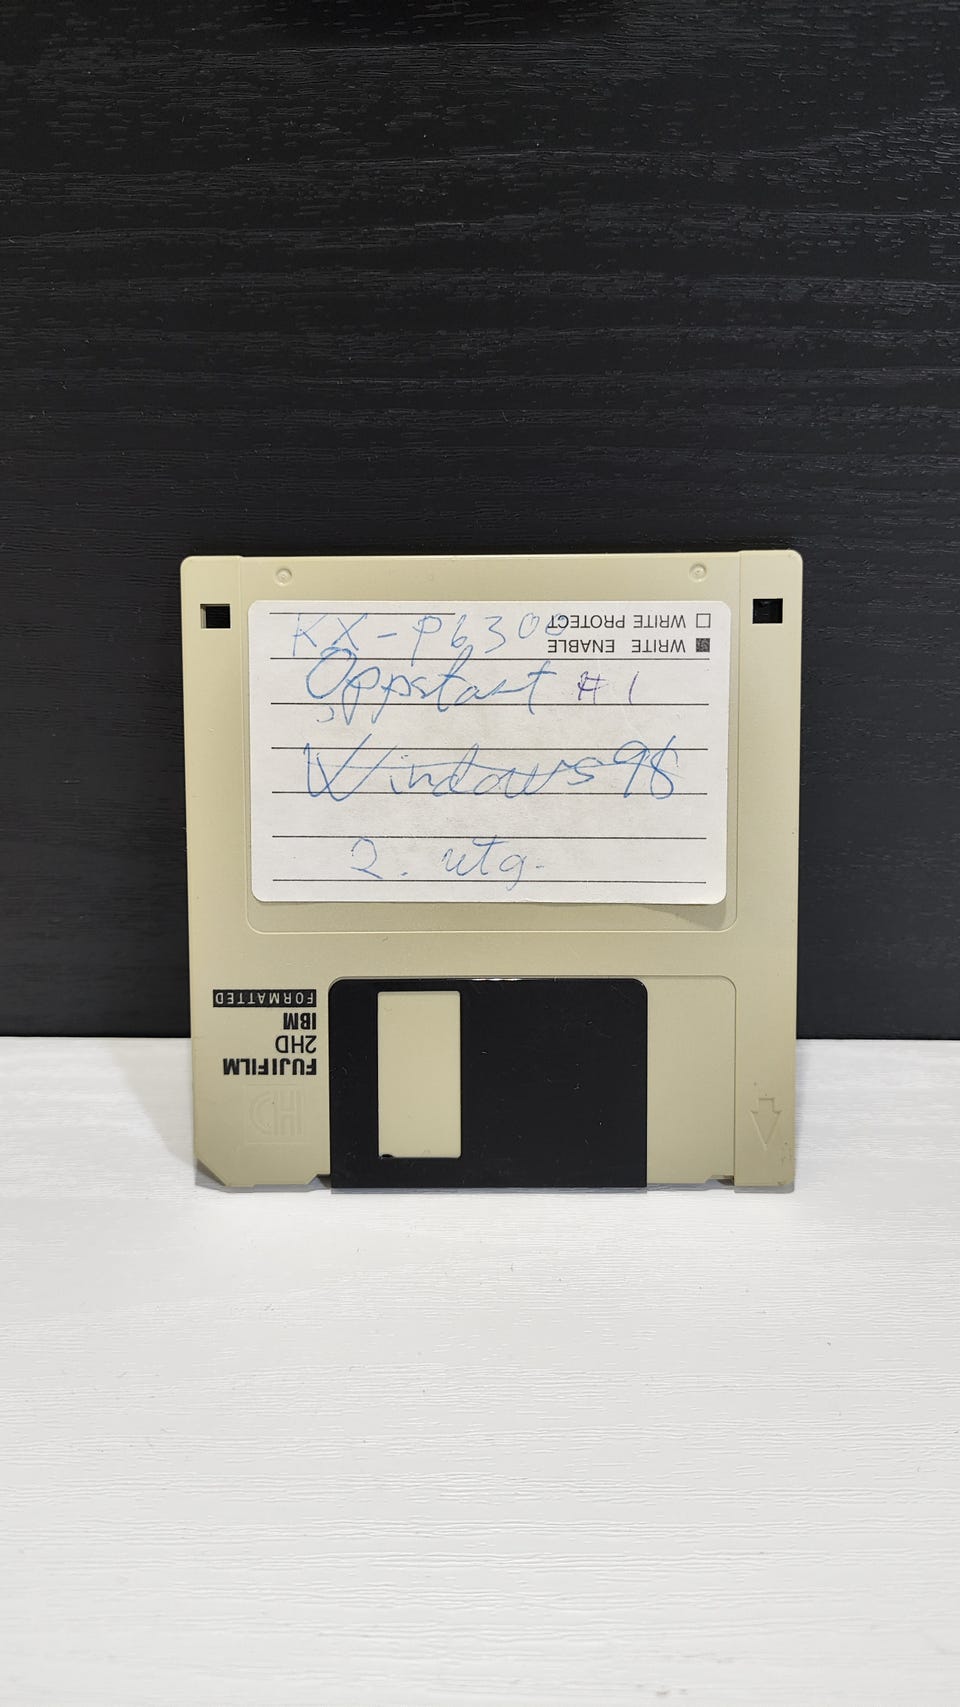 KX-P6300
WRITE PROTECT
WRITE ENABLE
Oppstart #1
Windows 98
2. utg.
FORMATTED
IBM
2HD
FUJIFILM
HD